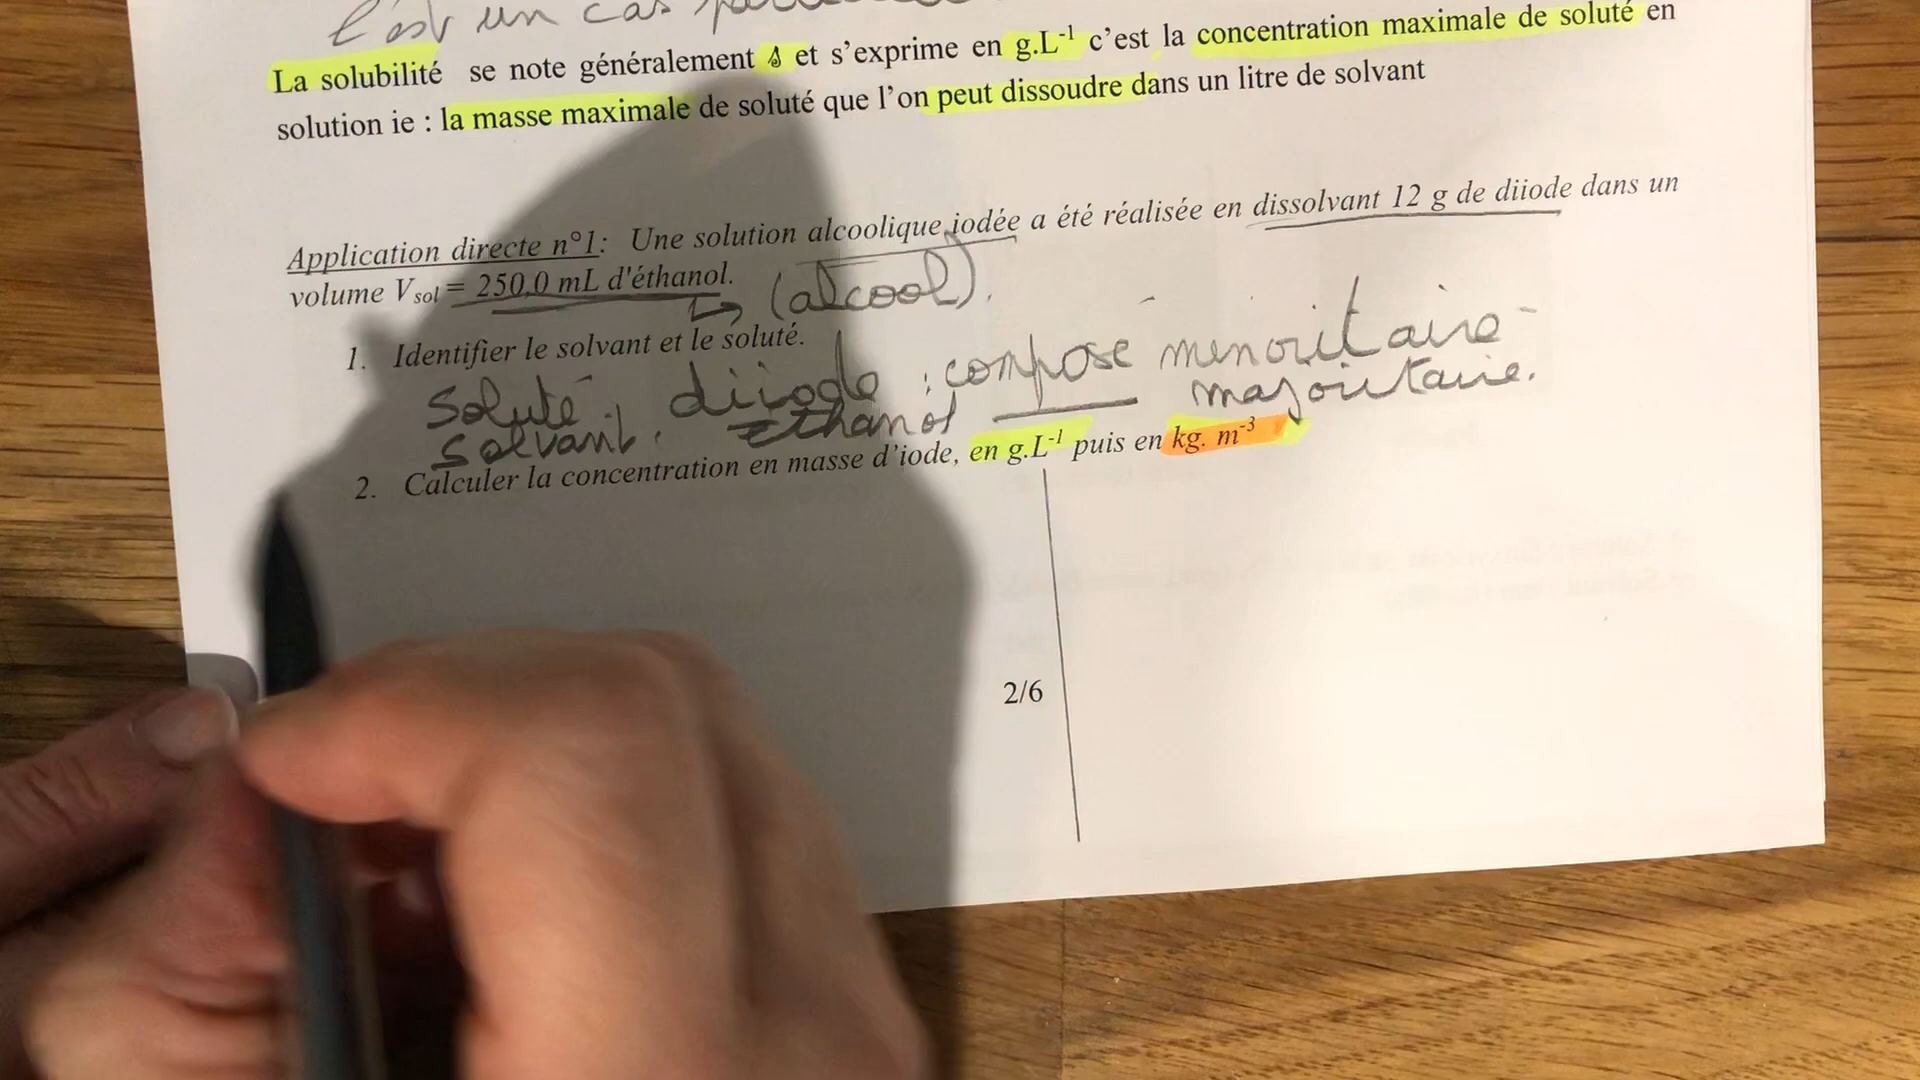 C'est un cas
La solubilité se note généralement s et s'exprime en g.L-1 c'est la concentration maximale de soluté en
solution ie : la masse maximale de soluté que l'on peut dissoudre dans un litre de solvant
Application directe n°1: Une solution alcoolique iodée a été réalisée en dissolvant 12 g de diiode dans un
volume Vsol = 250,0 mL d'éthanol.
(alcool).
1. Identifier le solvant et le soluté.
Soluté : diiode : composé minoritaire
solvant : Ethanol majoritaire.
2. Calculer la concentration en masse d'iode, en g.L-1 puis en kg. m-3
2/6